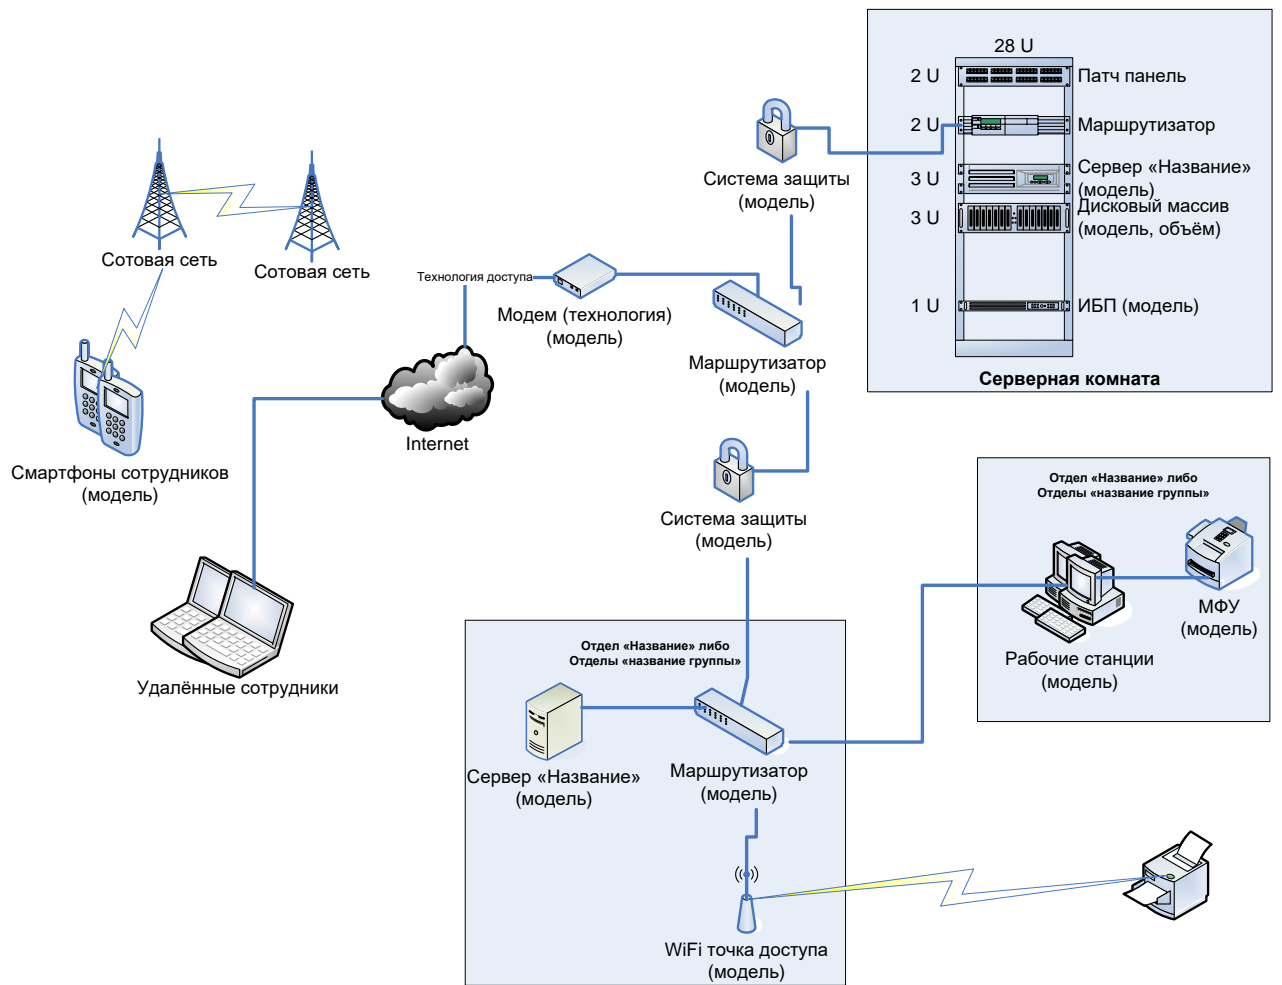 28 U
2 U
Патч панель
2 U
Маршрутизатор
3 U
Сервер «Название»
(модель)
3 U
Дисковый массив
(модель, объём)
1 U
ИБП (модель)
Серверная комната
Система защиты
(модель)
Сотовая сеть
Сотовая сеть
Технология доступа
Модем (технология)
(модель)
Маршрутизатор
(модель)
Internet
Смартфоны сотрудников
(модель)
Система защиты
(модель)
Отдел «Название» либо
Отделы «название группы»
МФУ
(модель)
Рабочие станции
(модель)
Удалённые сотрудники
Отдел «Название» либо
Отделы «название группы»
Сервер «Название»
(модель)
Маршрутизатор
(модель)
WiFi точка доступа
(модель)